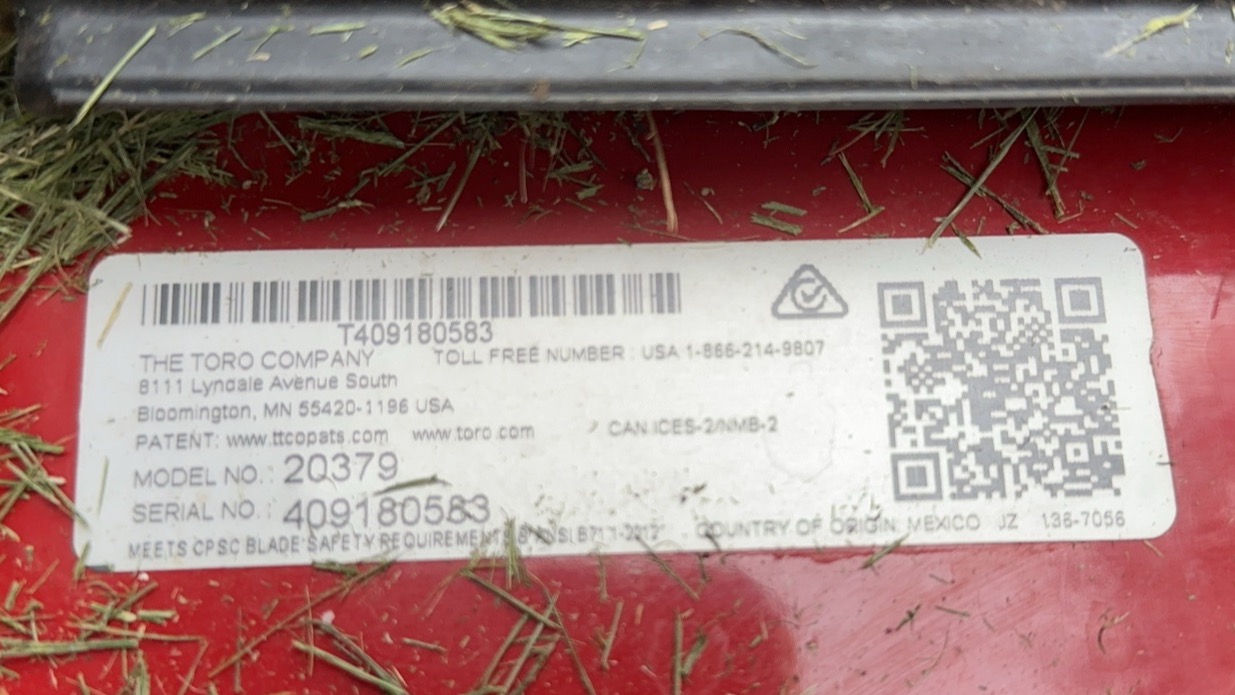 T409180583
THE TORO COMPANY TOLL FREE NUMBER : USA 1-866-214-9807
8111 Lyndale Avenue South
Bloomington, MN 55420-1196 USA
PATENT: www.ttcopats.com www.toro.com CAN ICES-2/NMB-2
MODEL NO.: 20379
SERIAL NO.: 409180583
MEETS CPSC BLADE SAFETY REQUIREMENTS COUNTRY OF ORIGIN MEXICO JZ 136-7056